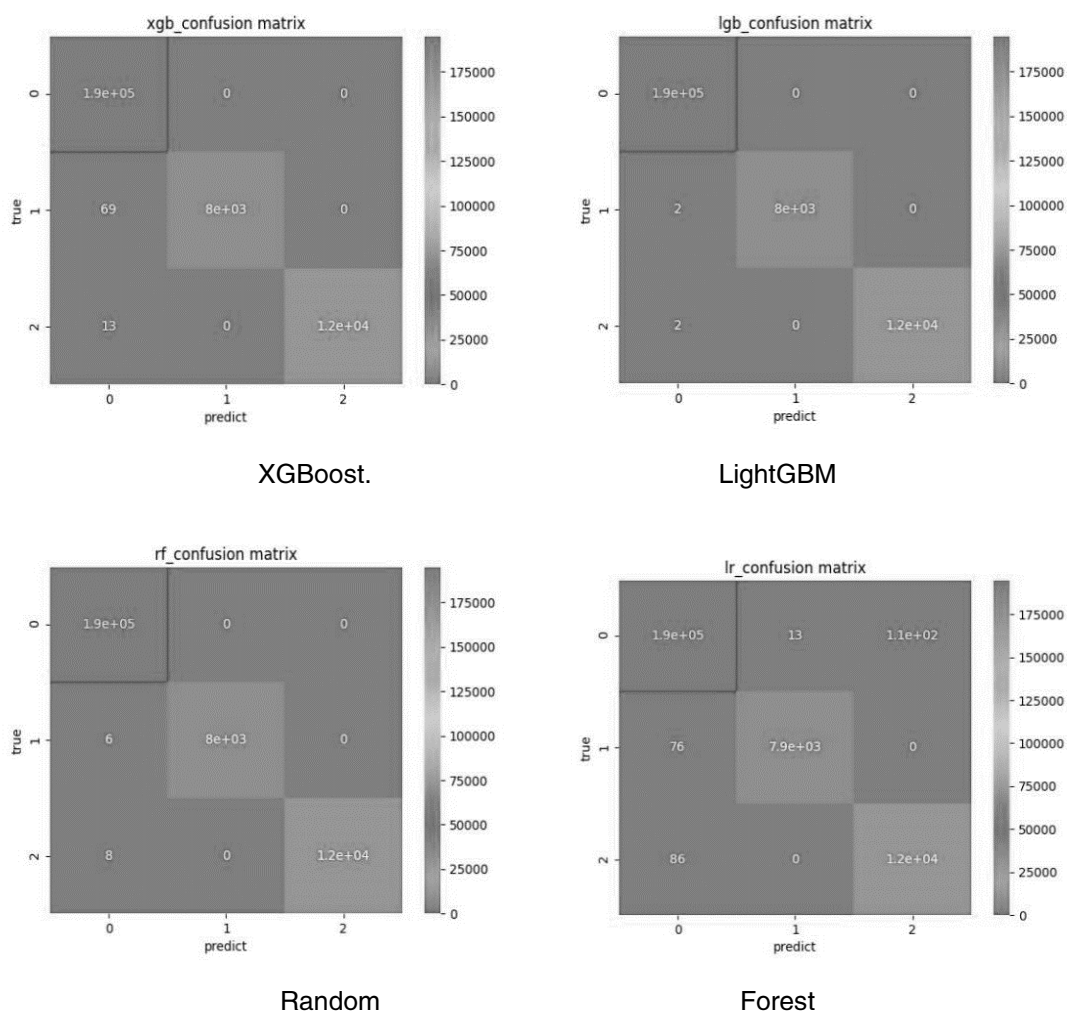 xgb_confusion matrix
0 1.9e+05 0 0
true 1 69 8e+03 0
2 13 0 1.2e+04
0 1 2
predict
175000
150000
125000
100000
75000
50000
25000
0
XGBoost.
lgb_confusion matrix
0 1.9e+05 0 0
true 1 2 8e+03 0
2 2 0 1.2e+04
0 1 2
predict
175000
150000
125000
100000
75000
50000
25000
0
LightGBM
rf_confusion matrix
0 1.9e+05 0 0
true 1 6 8e+03 0
2 8 0 1.2e+04
0 1 2
predict
175000
150000
125000
100000
75000
50000
25000
0
Random
lr_confusion matrix
0 1.9e+05 13 1.1e+02
true 1 76 7.9e+03 0
2 86 0 1.2e+04
0 1 2
predict
175000
150000
125000
100000
75000
50000
25000
0
Forest